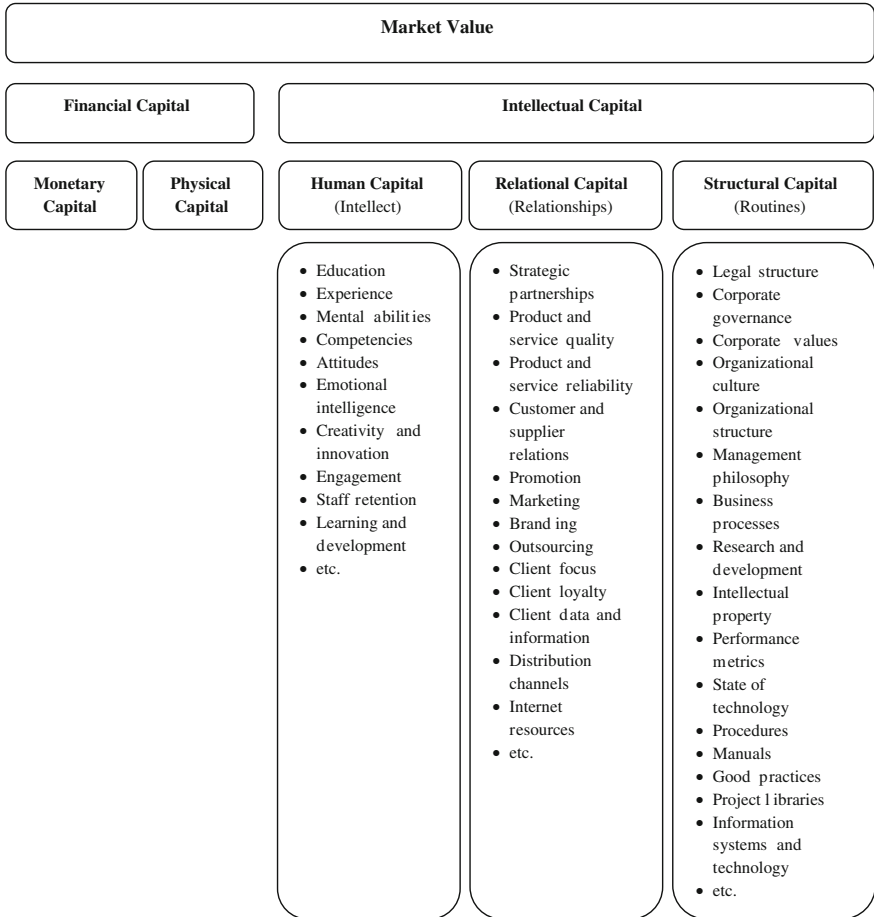 Market Value
Financial Capital
Intellectual Capital
Monetary
Capital
Physical
Capital
Human Capital
(Intellect)
Relational Capital
(Relationships)
Structural Capital
(Routines)
• Education
• Experience
• Mental abilities
• Competencies
• Attitudes
• Emotional
intelligence
• Creativity and
innovation
• Engagement
• Staff retention
• Learning and
development
• etc.
• Strategic
partnerships
• Product and
service quality
• Product and
service reliability
• Customer and
supplier
relations
• Promotion
• Marketing
• Branding
• Outsourcing
• Client focus
• Client loyalty
• Client data and
information
• Distribution
channels
• Internet
resources
• etc.
• Legal structure
• Corporate
governance
• Corporate values
• Organizational
culture
• Organizational
structure
• Management
philosophy
• Business
processes
• Research and
development
• Intellectual
property
• Performance
metrics
• State of
technology
• Procedures
• Manuals
• Good practices
• Project libraries
• Information
systems and
technology
• etc.